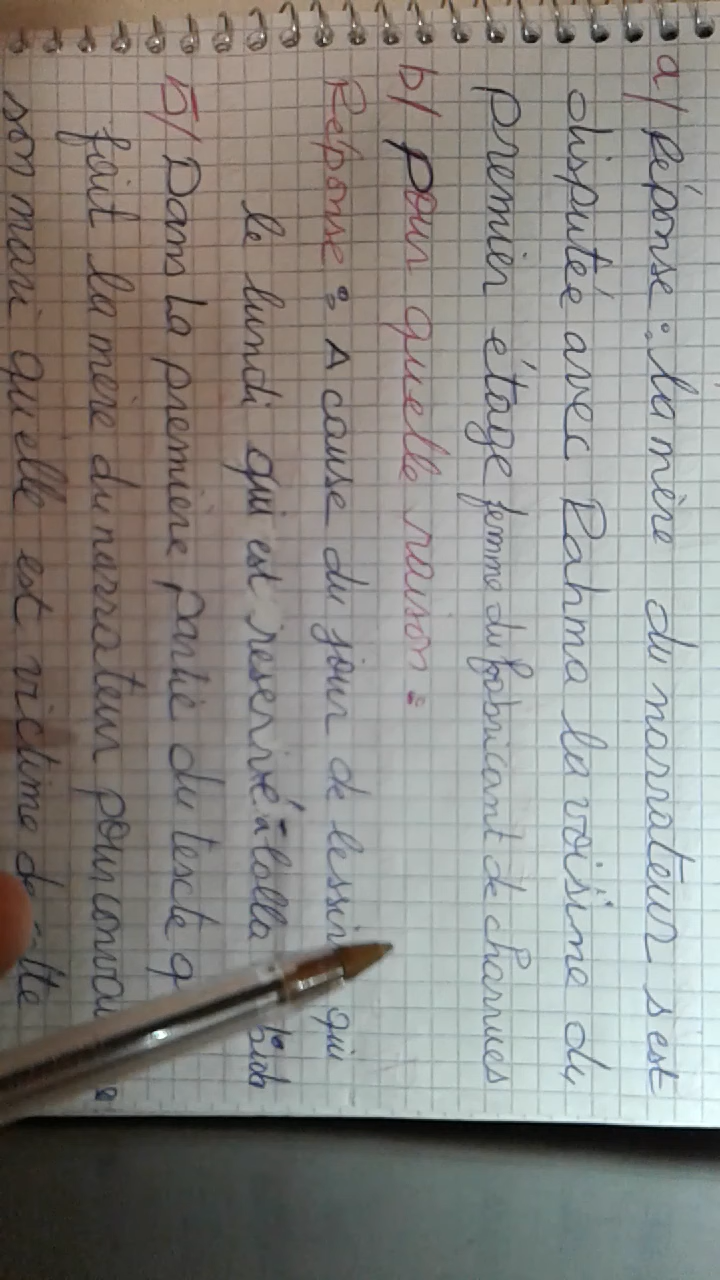 a/ Réponse : la mère du narrateur s'est
disputée avec Rahma la voisine du
premier étage femme du fabricant de charrues
b/ pour quelle raison :
Réponse : A cause du jour de lessive qui
le lundi qui est reserivé à lalla
5/ Dans La première partie du texte q
fait la mère du narrateur pour convai
son mari qu'elle est victime de